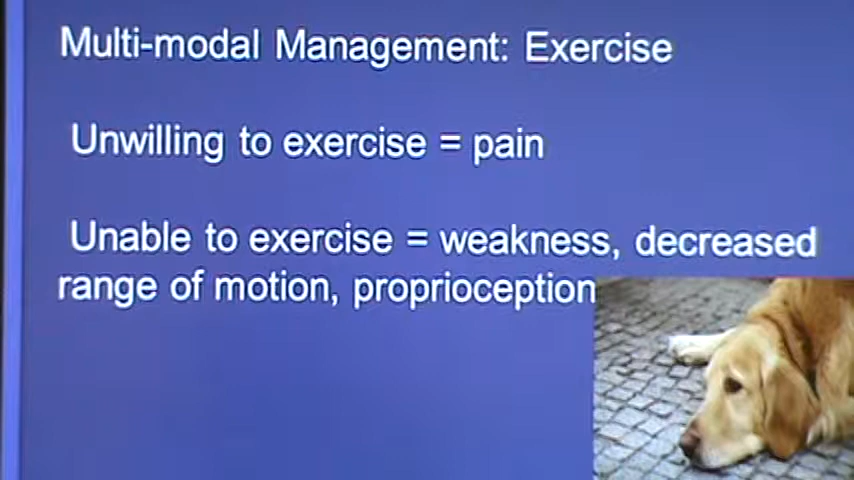 Multi-modal Management: Exercise
Unwilling to exercise = pain
Unable to exercise = weakness, decreased
range of motion, proprioception